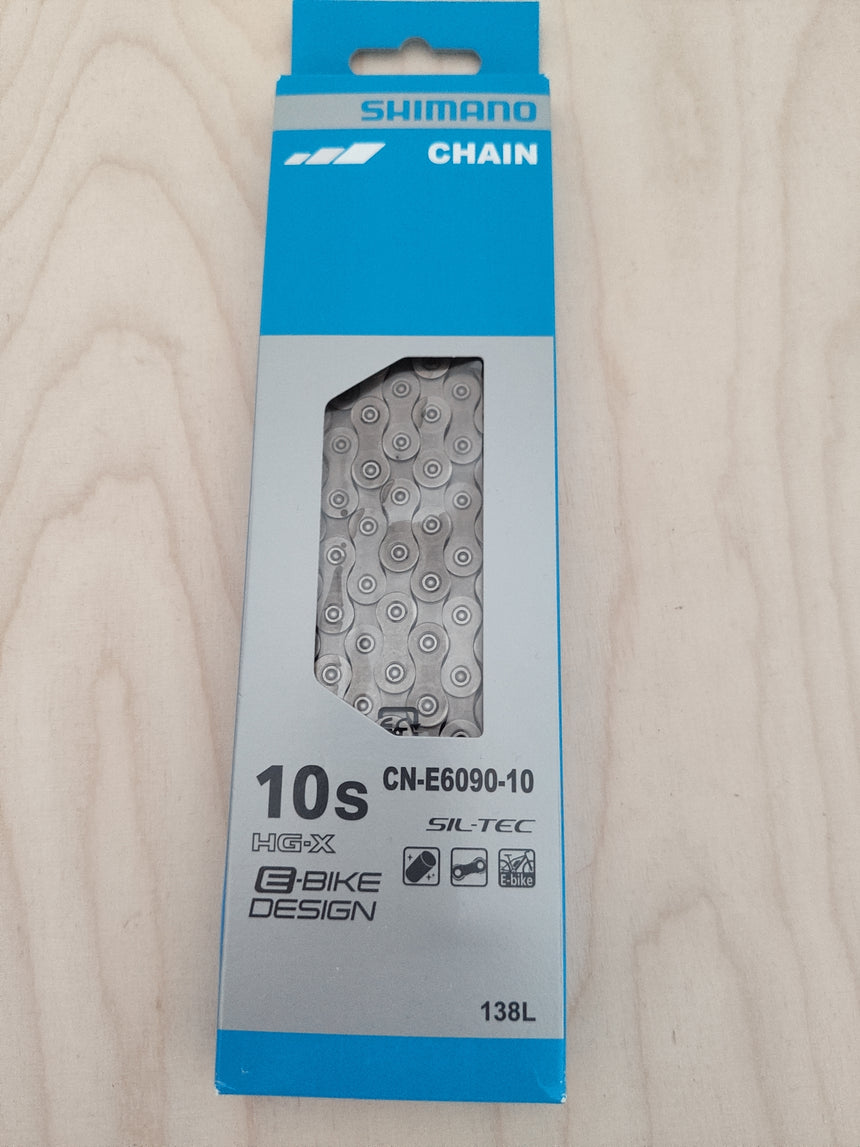 SHIMANO
CHAIN
10s
CN-E6090-10
HG-X
SIL-TEC
E-BIKE
DESIGN
E-bike
138L